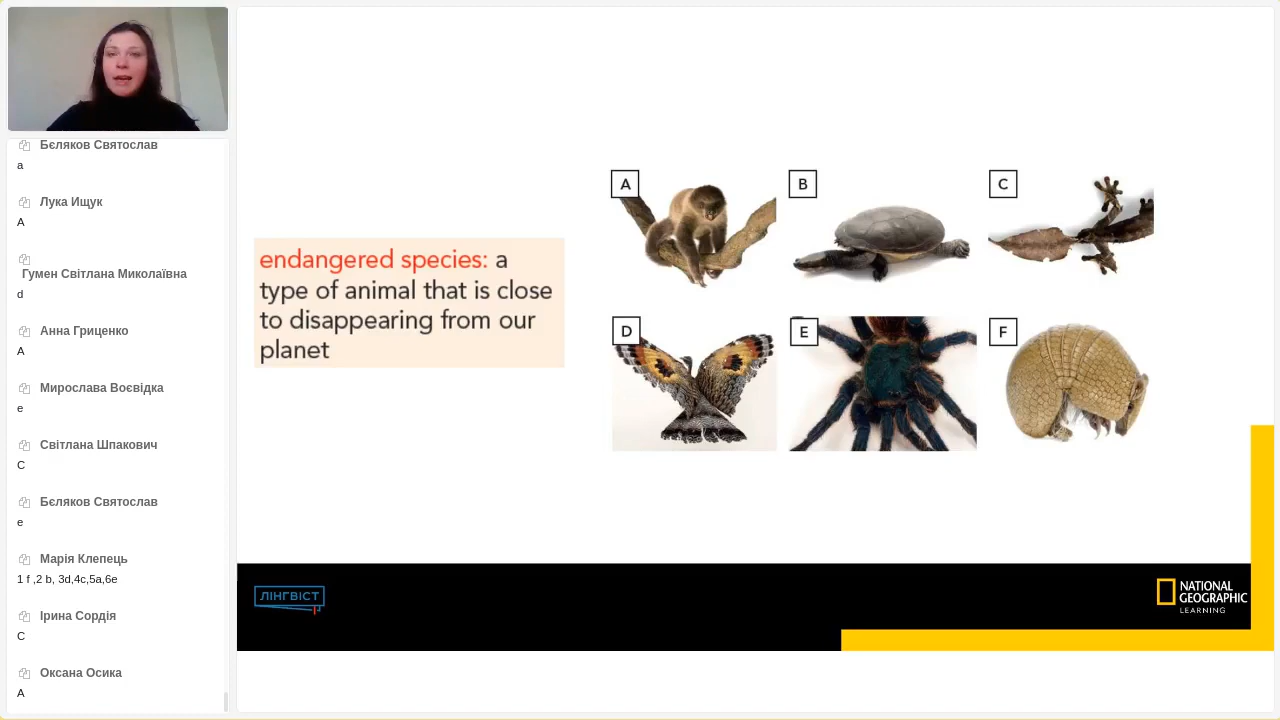 Бєляков Святослав
a
Лука Ищук
A
Гумен Світлана Миколаївна
d
Анна Гриценко
A
Мирослава Воєвідка
e
Світлана Шпакович
C
Бєляков Святослав
e
Марія Клепець
1 f ,2 b, 3d,4c,5a,6e
Ірина Сордія
C
Оксана Осика
A
endangered species: a
type of animal that is close
to disappearing from our
planet
A
B
C
D
E
F
ЛІНГВІСТ
NATIONAL
GEOGRAPHIC
LEARNING